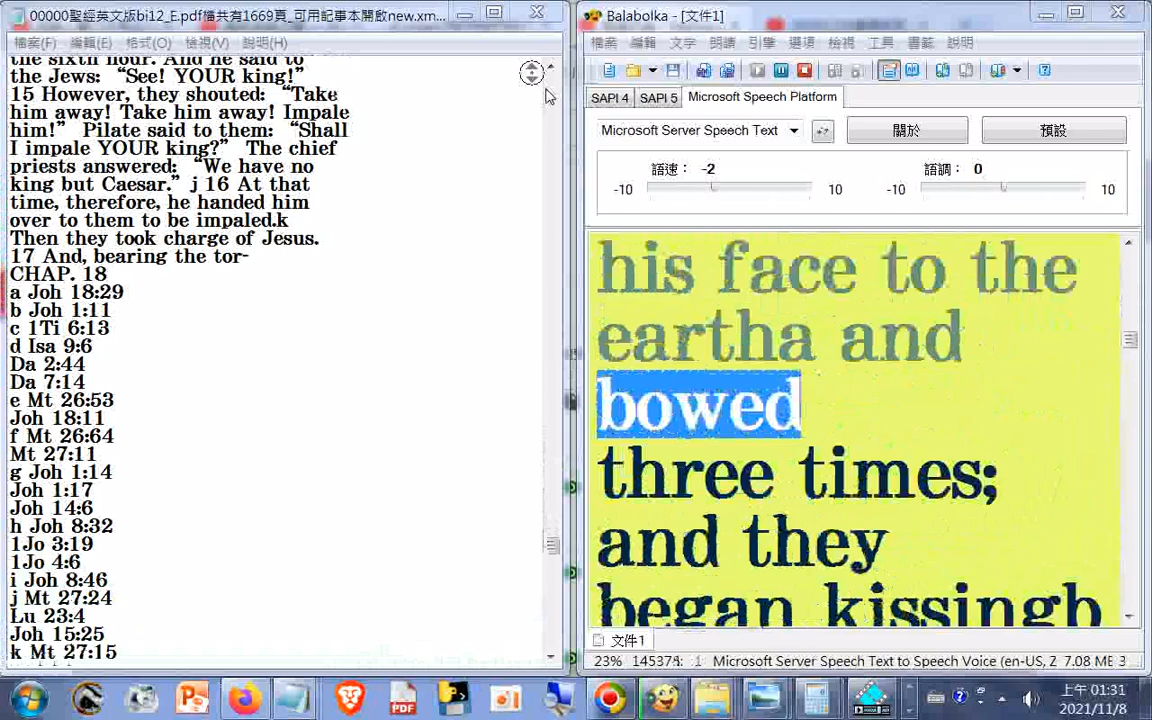 00000聖經英文版bi12_E.pdf檔共有1669頁_可用記事本開啟new.xm...
檔案(F) 編輯(E) 格式(O) 檢視(V) 說明(H)
the sixth hour. And he said to
the Jews: “See! YOUR king!”
15 However, they shouted: “Take
him away! Take him away! Impale
him!” Pilate said to them: “Shall
I impale YOUR king?” The chief
priests answered: “We have no
king but Caesar.” j 16 At that
time, therefore, he handed him
over to them to be impaled.k
Then they took charge of Jesus.
17 And, bearing the tor-
CHAP. 18
a Joh 18:29
b Joh 1:11
c 1Ti 6:13
d Isa 9:6
Da 2:44
Da 7:14
e Mt 26:53
Joh 18:11
f Mt 26:64
Mt 27:11
g Joh 1:14
Joh 1:17
Joh 14:6
h Joh 8:32
1Jo 3:19
1Jo 4:6
i Joh 8:46
j Mt 27:24
Lu 23:4
Joh 15:25
k Mt 27:15
Balabolka - [文件1]
檔案 編輯 文字 朗讀 引擎 選項 檢視 工具 書籤 說明
SAPI 4 SAPI 5 Microsoft Speech Platform
Microsoft Server Speech Text 關於 預設
語速： -2 語調： 0
-10 10 -10 10
his face to the
eartha and
bowed
three times;
and they
began kissingb
文件1
23% 145371: 1 Microsoft Server Speech Text to Speech Voice (en-US, 2 7.08 MB 3
PDF
上午 01:31
2021/11/8